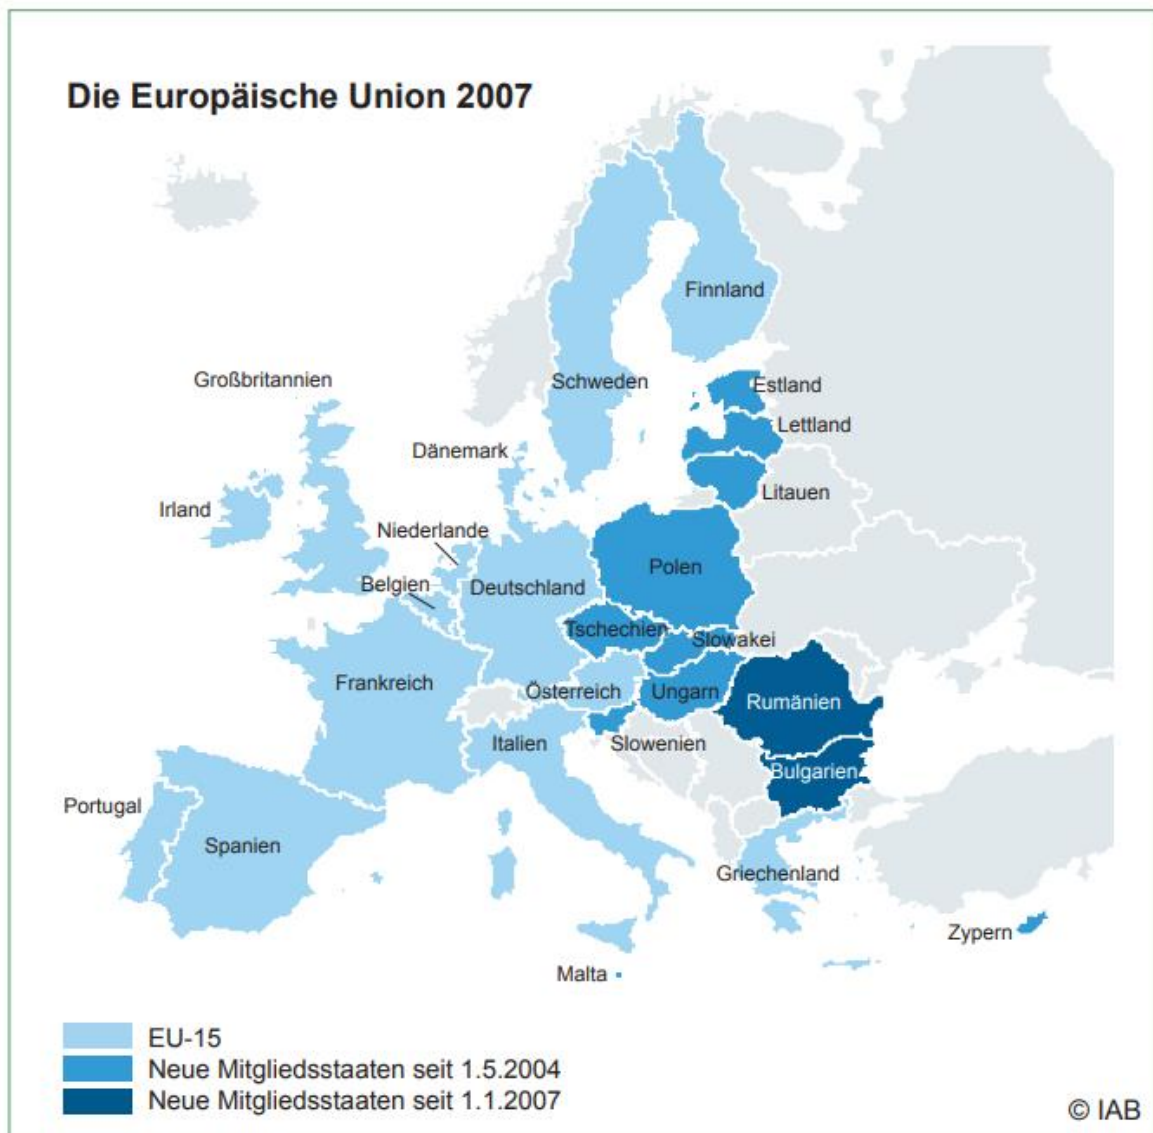 Die Europäische Union 2007
Finnland
Schweden
Estland
Großbritannien
Lettland
Dänemark
Litauen
Irland
Niederlande
Polen
Belgien
Deutschland
Tschechien
Slowakei
Frankreich
Österreich
Ungarn
Rumänien
Italien
Slowenien
Bulgarien
Portugal
Spanien
Griechenland
Zypern
Malta
EU-15
Neue Mitgliedsstaaten seit 1.5.2004
Neue Mitgliedsstaaten seit 1.1.2007
© IAB